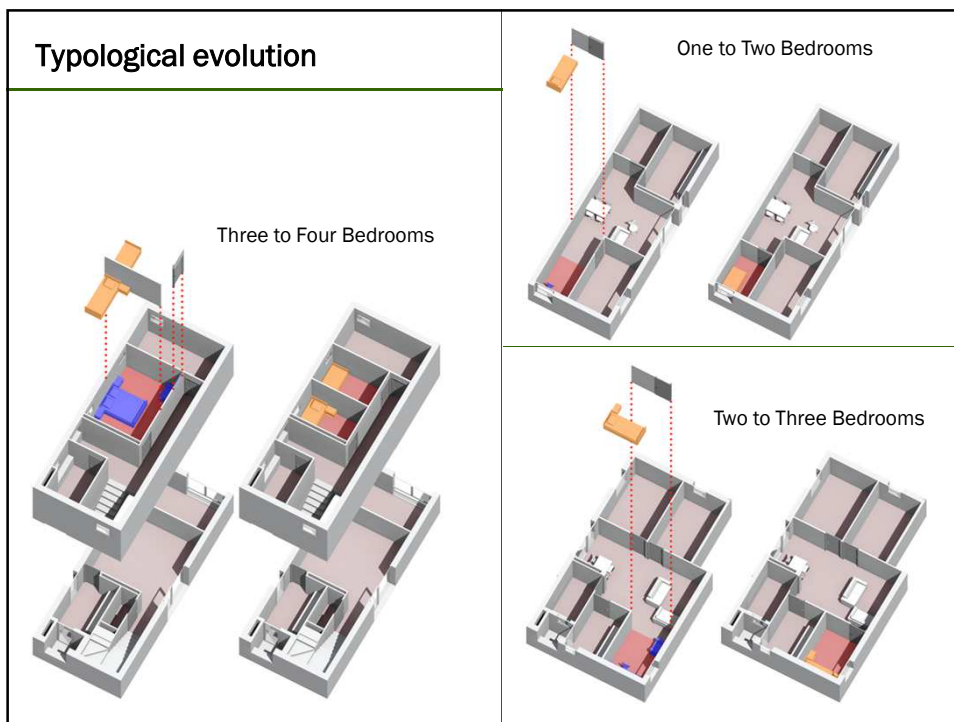 Typological evolution
One to Two Bedrooms
Three to Four Bedrooms
Two to Three Bedrooms